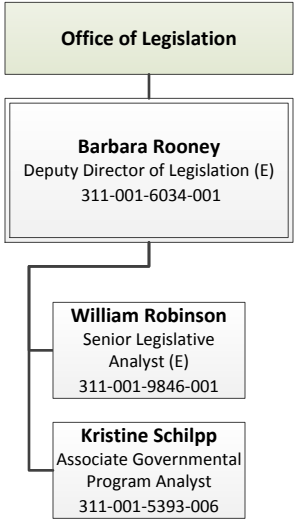 Office of Legislation
Barbara Rooney
Deputy Director of Legislation (E)
311-001-6034-001
William Robinson
Senior Legislative
Analyst (E)
311-001-9846-001
Kristine Schilpp
Associate Governmental
Program Analyst
311-001-5393-006